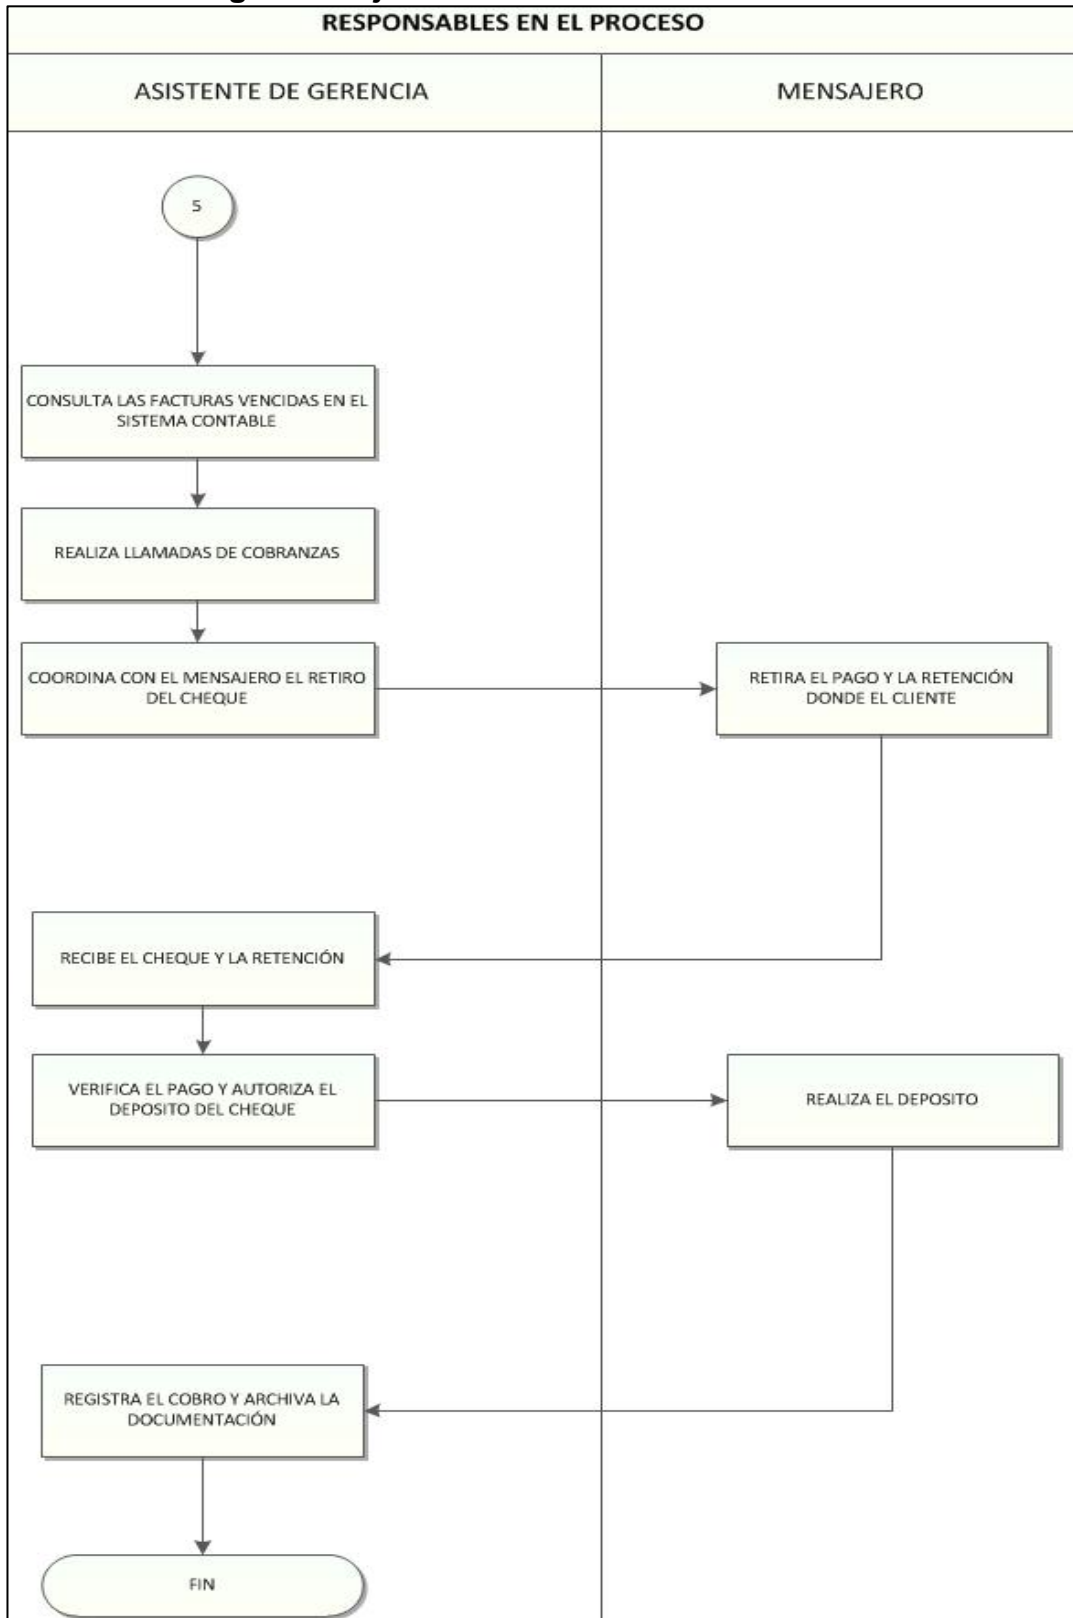 RESPONSABLES EN EL PROCESO
ASISTENTE DE GERENCIA
MENSAJERO
5
CONSULTA LAS FACTURAS VENCIDAS EN EL
SISTEMA CONTABLE
REALIZA LLAMADAS DE COBRANZAS
COORDINA CON EL MENSAJERO EL RETIRO
DEL CHEQUE
RETIRA EL PAGO Y LA RETENCIÓN
DONDE EL CLIENTE
RECIBE EL CHEQUE Y LA RETENCIÓN
VERIFICA EL PAGO Y AUTORIZA EL
DEPOSITO DEL CHEQUE
REALIZA EL DEPOSITO
REGISTRA EL COBRO Y ARCHIVA LA
DOCUMENTACIÓN
FIN